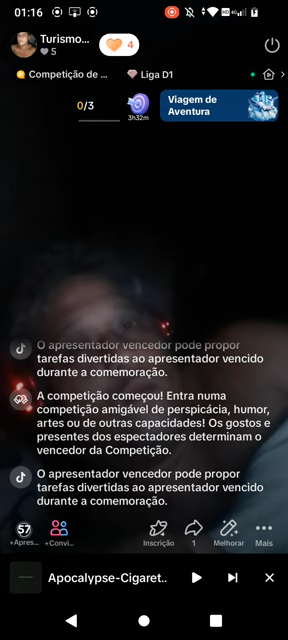 01:16
Turismo...
5
4
Competição de ...
Liga D1
0/3
3h32m
Viagem de
Aventura
O apresentador vencedor pode propor
tarefas divertidas ao apresentador vencido
durante a comemoração.
A competição começou! Entra numa
competição amigável de perspicácia, humor,
artes ou de outras capacidades! Os gostos e
presentes dos espectadores determinam o
vencedor da Competição.
O apresentador vencedor pode propor
tarefas divertidas ao apresentador vencido
durante a comemoração.
57
+Apres...
+Convi...
Inscrição
1
Melhorar
Mais
Apocalypse-Cigaret..